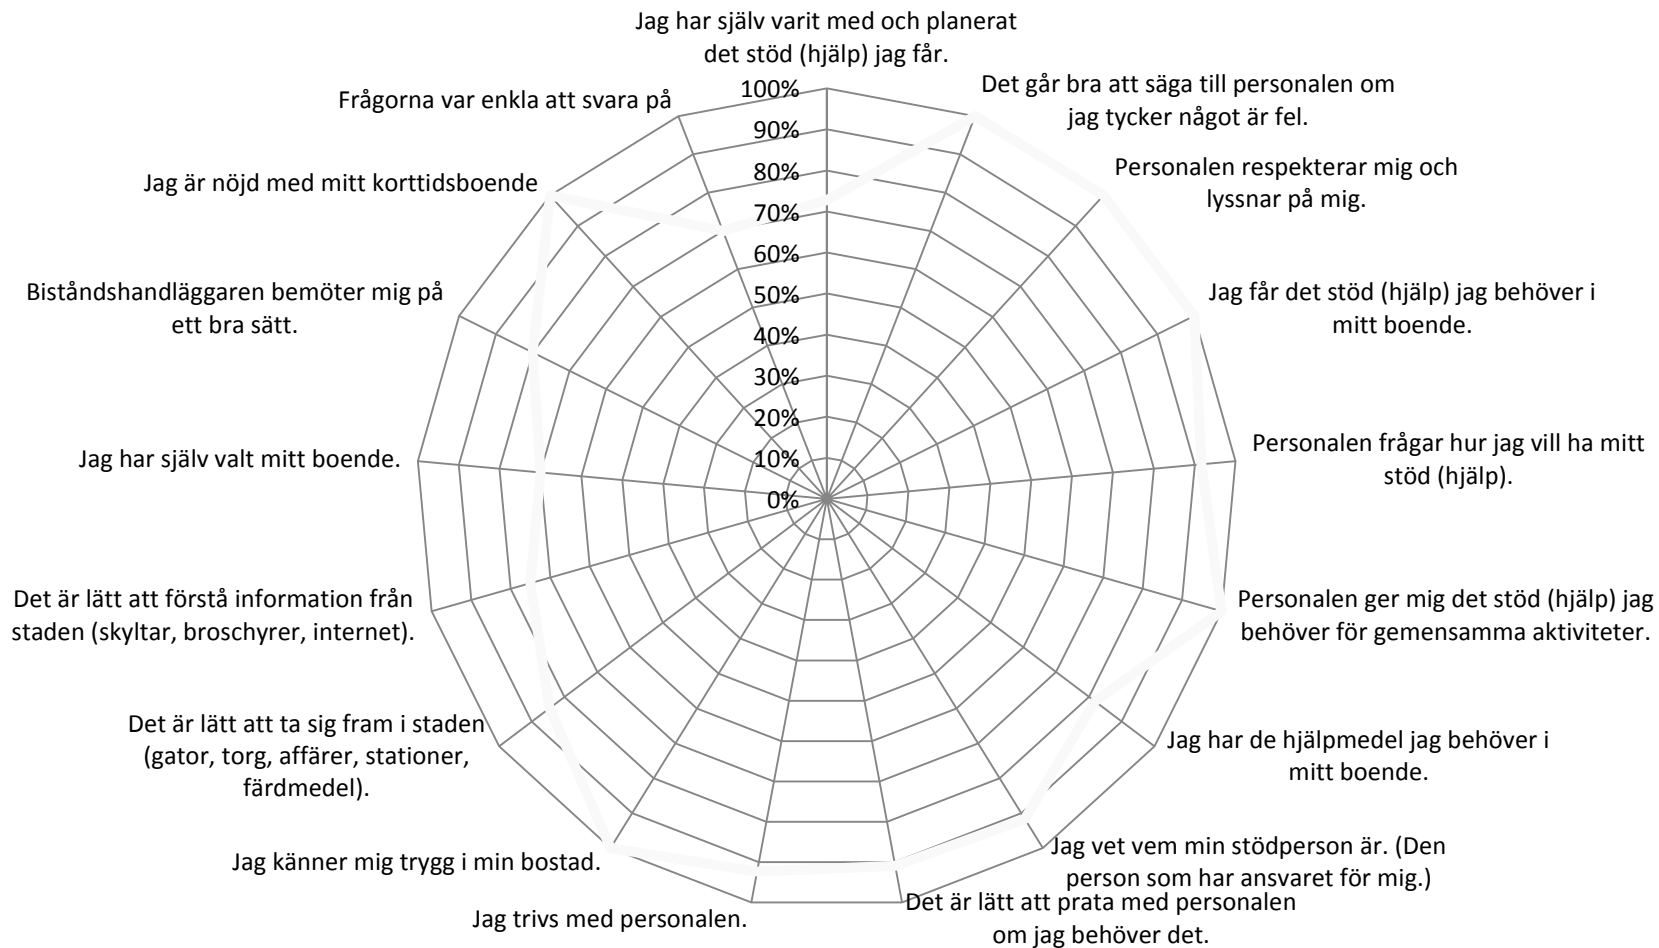 Jag har själv varit med och planerat
det stöd (hjälp) jag får.
Det går bra att säga till personalen om
jag tycker något är fel.
Personalen respekterar mig och
lyssnar på mig.
Jag får det stöd (hjälp) jag behöver i
mitt boende.
Personalen frågar hur jag vill ha mitt
stöd (hjälp).
Personalen ger mig det stöd (hjälp) jag
behöver för gemensamma aktiviteter.
Jag har de hjälpmedel jag behöver i
mitt boende.
Jag vet vem min stödperson är. (Den
person som har ansvaret för mig.)
Det är lätt att prata med personalen
om jag behöver det.
Jag trivs med personalen.
Jag känner mig trygg i min bostad.
Det är lätt att ta sig fram i staden
(gator, torg, affärer, stationer,
färdmedel).
Det är lätt att förstå information från
staden (skyltar, broschyrer, internet).
Jag har själv valt mitt boende.
Biståndshandläggaren bemöter mig på
ett bra sätt.
Jag är nöjd med mitt korttidsboende
Frågorna var enkla att svara på
100%
90%
80%
70%
60%
50%
40%
30%
20%
10%
0%